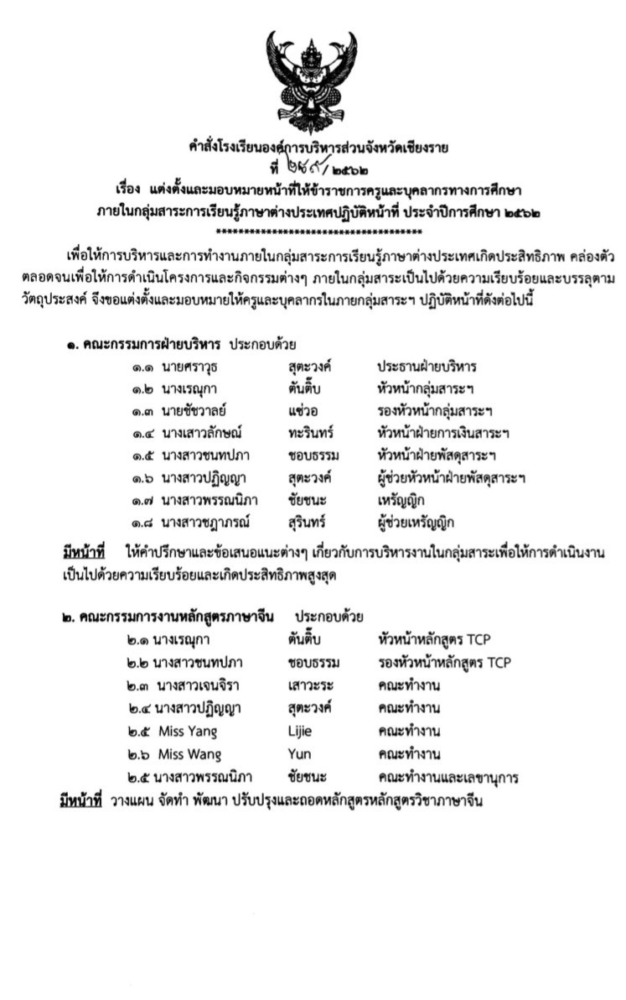 คำสั่งโรงเรียนองค์การบริหารส่วนจังหวัดเชียงราย
ที่ /๒๕๖๒
เรื่อง แต่งตั้งและมอบหมายหน้าที่ให้ข้าราชการครูและบุคลากรทางการศึกษา
ภายในกลุ่มสาระการเรียนรู้ภาษาต่างประเทศปฏิบัติหน้าที่ ประจำปีการศึกษา ๒๕๖๒
*************************************
เพื่อให้การบริหารและการทำงานภายในกลุ่มสาระการเรียนรู้ภาษาต่างประเทศเกิดประสิทธิภาพ คล่องตัว
ตลอดจนเพื่อให้การดำเนินโครงการและกิจกรรมต่างๆ ภายในกลุ่มสาระเป็นไปด้วยความเรียบร้อยและบรรลุตาม
วัตถุประสงค์ จึงขอแต่งตั้งและมอบหมายให้ครูและบุคลากรในภายกลุ่มสาระฯ ปฏิบัติหน้าที่ดังต่อไปนี้
๑. คณะกรรมการฝ่ายบริหาร ประกอบด้วย
๑.๑ นายศราวุธ สุตะวงค์ ประธานฝ่ายบริหาร
๑.๒ นางเรณุกา ตันติ๊บ หัวหน้ากลุ่มสาระฯ
๑.๓ นายชัชวาลย์ แซ่วอ รองหัวหน้ากลุ่มสาระฯ
๑.๔ นางเสาวลักษณ์ ทะรินทร์ หัวหน้าฝ่ายการเงินสาระฯ
๑.๕ นางสาวชนทปภา ชอบธรรม หัวหน้าฝ่ายพัสดุสาระฯ
๑.๖ นางสาวปฏิญญา สุตะวงค์ ผู้ช่วยหัวหน้าฝ่ายพัสดุสาระฯ
๑.๗ นางสาวพรรณนิภา ชัยชนะ เหรัญญิก
๑.๘ นางสาวชฎาภรณ์ สุรินทร์ ผู้ช่วยเหรัญญิก
มีหน้าที่ ให้คำปรึกษาและข้อเสนอแนะต่างๆ เกี่ยวกับการบริหารงานในกลุ่มสาระเพื่อให้การดำเนินงาน
เป็นไปด้วยความเรียบร้อยและเกิดประสิทธิภาพสูงสุด
๒. คณะกรรมการงานหลักสูตรภาษาจีน ประกอบด้วย
๒.๑ นางเรณุกา ตันติ๊บ หัวหน้าหลักสูตร TCP
๒.๒ นางสาวชนทปภา ชอบธรรม รองหัวหน้าหลักสูตร TCP
๒.๓ นางสาวเจนจิรา เสาวะระ คณะทำงาน
๒.๔ นางสาวปฏิญญา สุตะวงค์ คณะทำงาน
๒.๕ Miss Yang Lijie คณะทำงาน
๒.๖ Miss Wang Yun คณะทำงาน
๒.๕ นางสาวพรรณนิภา ชัยชนะ คณะทำงานและเลขานุการ
มีหน้าที่ วางแผน จัดทำ พัฒนา ปรับปรุงและถอดหลักสูตรหลักสูตรวิชาภาษาจีน